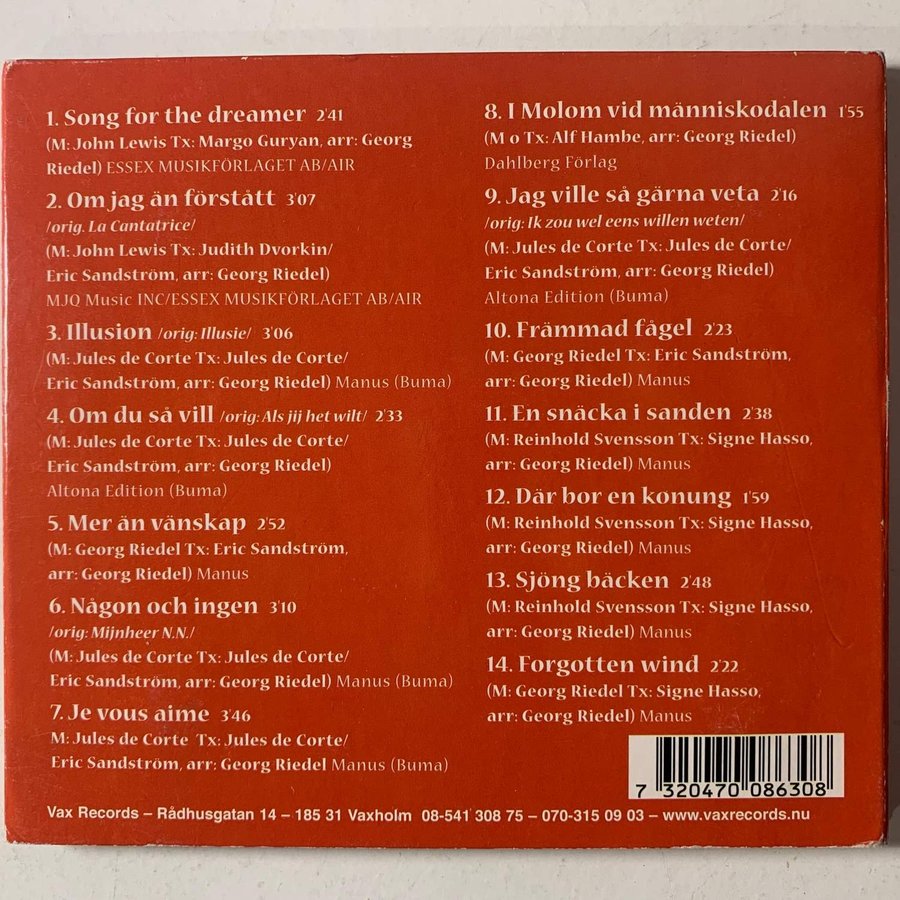 1. Song for the dreamer 2'41
(M: John Lewis Tx: Margo Guryan, arr: Georg
Riedel) ESSEX MUSIKFÖRLAGET AB/AIR
2. Om jag än förstått 3'07
/orig. La Cantatrice/
(M: John Lewis Tx: Judith Dvorkin/
Eric Sandström, arr: Georg Riedel)
MJQ Music INC/ESSEX MUSIKFÖRLAGET AB/AIR
3. Illusion /orig: Illusie/ 3'06
(M: Jules de Corte Tx: Jules de Corte/
Eric Sandström, arr: Georg Riedel) Manus (Buma)
4. Om du så vill /orig: Als jij het wilt/ 2'33
(M: Jules de Corte Tx: Jules de Corte/
Eric Sandström, arr: Georg Riedel)
Altona Edition (Buma)
5. Mer än vänskap 2'52
(M: Georg Riedel Tx: Eric Sandström,
arr: Georg Riedel) Manus
6. Någon och ingen 3'10
/orig: Mijnheer N.N./
(M: Jules de Corte Tx: Jules de Corte/
Eric Sandström, arr: Georg Riedel) Manus (Buma)
7. Je vous aime 3'46
M: Jules de Corte Tx: Jules de Corte/
Eric Sandström, arr: Georg Riedel Manus (Buma)
8. I Molom vid människodalen 1'55
(M o Tx: Alf Hambe, arr: Georg Riedel)
Dahlberg Förlag
9. Jag ville så gärna veta 2'16
/orig: Ik zou wel eens willen weten/
(M: Jules de Corte Tx: Jules de Corte/
Eric Sandström, arr: Georg Riedel)
Altona Edition (Buma)
10. Främmad fågel 2'23
(M: Georg Riedel Tx: Eric Sandström,
arr: Georg Riedel) Manus
11. En snäcka i sanden 2'38
(M: Reinhold Svensson Tx: Signe Hasso,
arr: Georg Riedel) Manus
12. Där bor en konung 1'59
(M: Reinhold Svensson Tx: Signe Hasso,
arr: Georg Riedel) Manus
13. Sjöng bäcken 2'48
(M: Reinhold Svensson Tx: Signe Hasso,
arr: Georg Riedel) Manus
14. Forgotten wind 2'22
(M: Georg Riedel Tx: Signe Hasso,
arr: Georg Riedel) Manus
7 320470 086308
Vax Records – Rådhusgatan 14 – 185 31 Vaxholm 08-541 308 75 – 070-315 09 03 – www.vaxrecords.nu